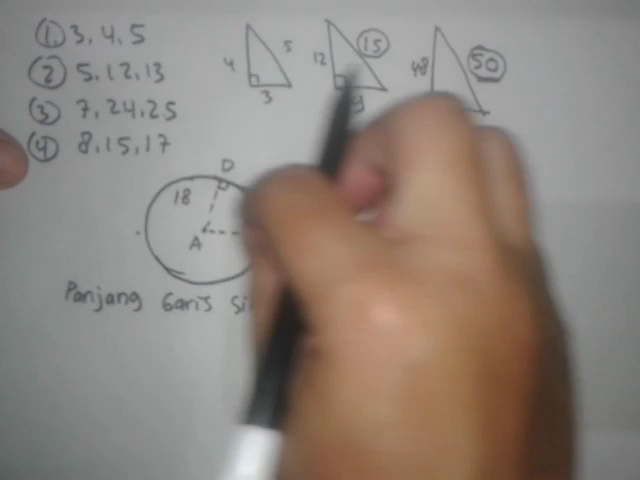 ① 3, 4, 5
② 5, 12, 13
③ 7, 24, 25
④ 8, 15, 17
4 5 3
12 15 9
48 50
D
18
A
Panjang Garis